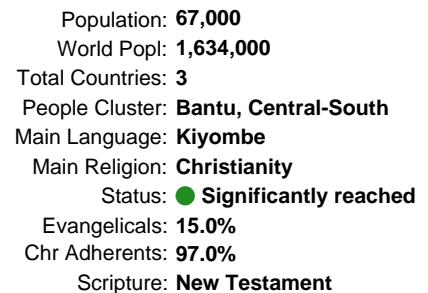 Population: 67,000
World Popl: 1,634,000
Total Countries: 3
People Cluster: Bantu, Central-South
Main Language: Kiyombe
Main Religion: Christianity
Status: Significantly reached
Evangelicals: 15.0%
Chr Adherents: 97.0%
Scripture: New Testament